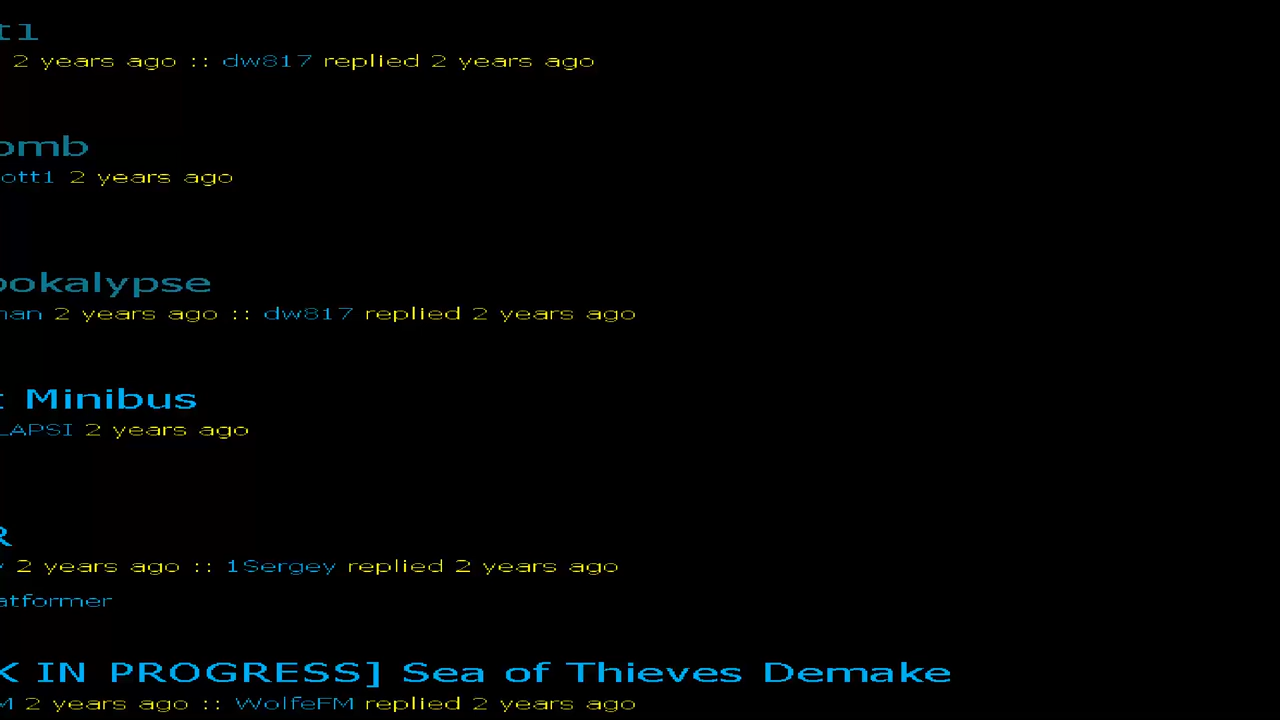 t1
2 years ago :: dw817 replied 2 years ago
omb
ott1 2 years ago
ookalypse
nan 2 years ago :: dw817 replied 2 years ago
: Minibus
LAPSI 2 years ago
R
2 years ago :: 1Sergey replied 2 years ago
atformer
K IN PROGRESS] Sea of Thieves Demake
M 2 years ago :: WolfeFM replied 2 years ago